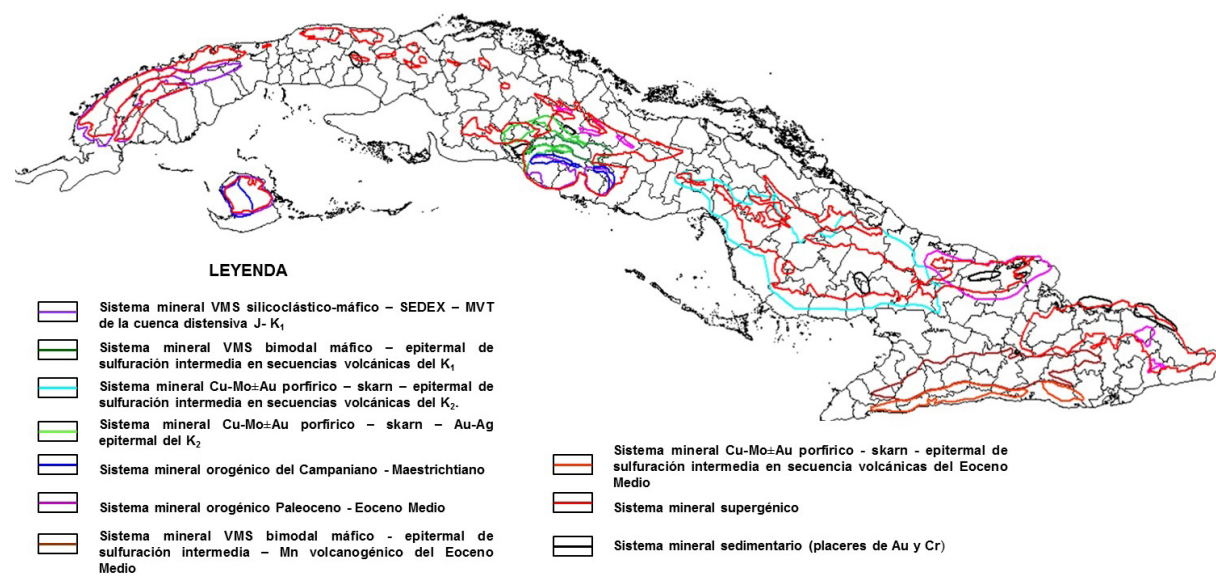 LEYENDA
Sistema mineral VMS silicoclástico-máfico – SEDEX – MVT
de la cuenca distensiva J- K₁
Sistema mineral VMS bimodal máfico – epitermal de
sulfuración intermedia en secuencias volcánicas del K₁
Sistema mineral Cu-Mo±Au porfirico – skarn – epitermal de
sulfuración intermedia en secuencias volcánicas del K₂.
Sistema mineral Cu-Mo±Au porfirico – skarn – Au-Ag
epitermal del K₂
Sistema mineral orogénico del Campaniano - Maestrichtiano
Sistema mineral orogénico Paleoceno - Eoceno Medio
Sistema mineral VMS bimodal máfico - epitermal de
sulfuración intermedia – Mn volcanogénico del Eoceno
Medio
Sistema mineral Cu-Mo±Au porfirico - skarn - epitermal de
sulfuración intermedia en secuencia volcánicas del Eoceno
Medio
Sistema mineral supergénico
Sistema mineral sedimentario (placeres de Au y Cr)